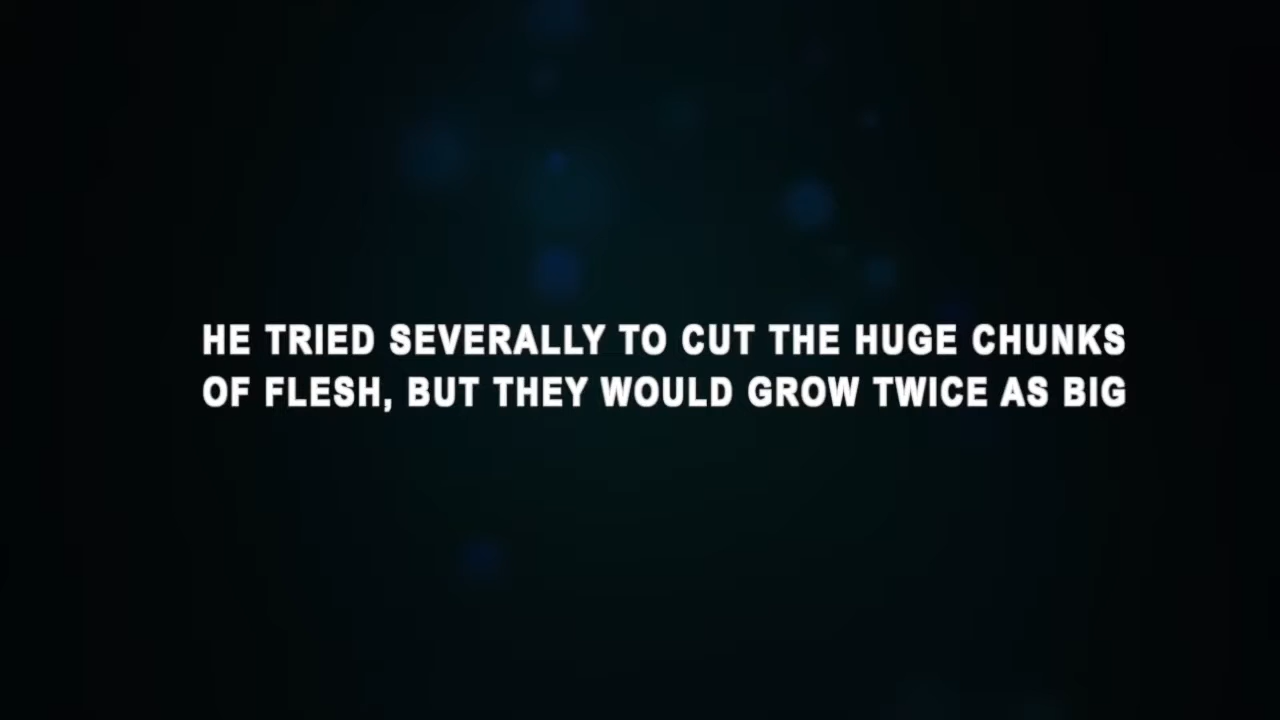 HE TRIED SEVERALLY TO CUT THE HUGE CHUNKS
OF FLESH, BUT THEY WOULD GROW TWICE AS BIG